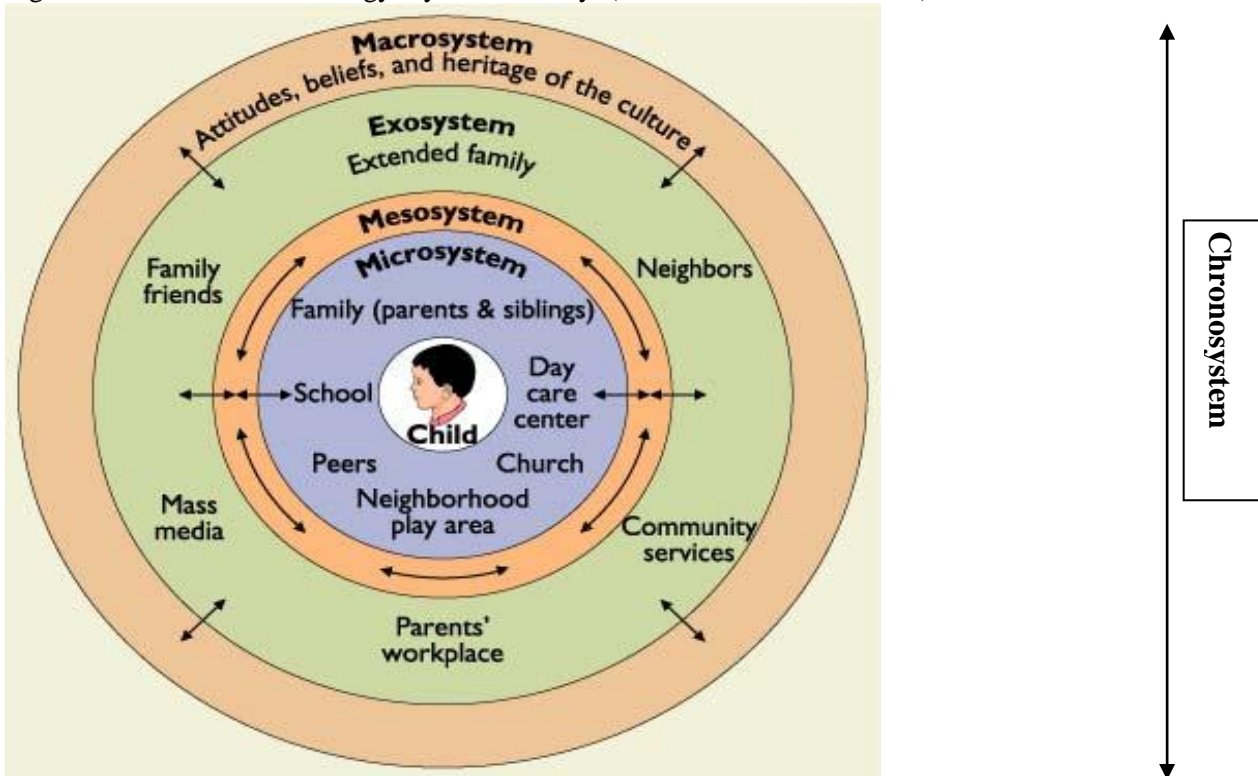 Macrosystem
Attitudes, beliefs, and heritage of the culture
Exosystem
Extended family
Mesosystem
Microsystem
Family
friends
Neighbors
Family (parents & siblings)
School
Day
care
center
Child
Peers
Church
Neighborhood
play area
Mass
media
Community
services
Parents'
workplace
Chronosystem